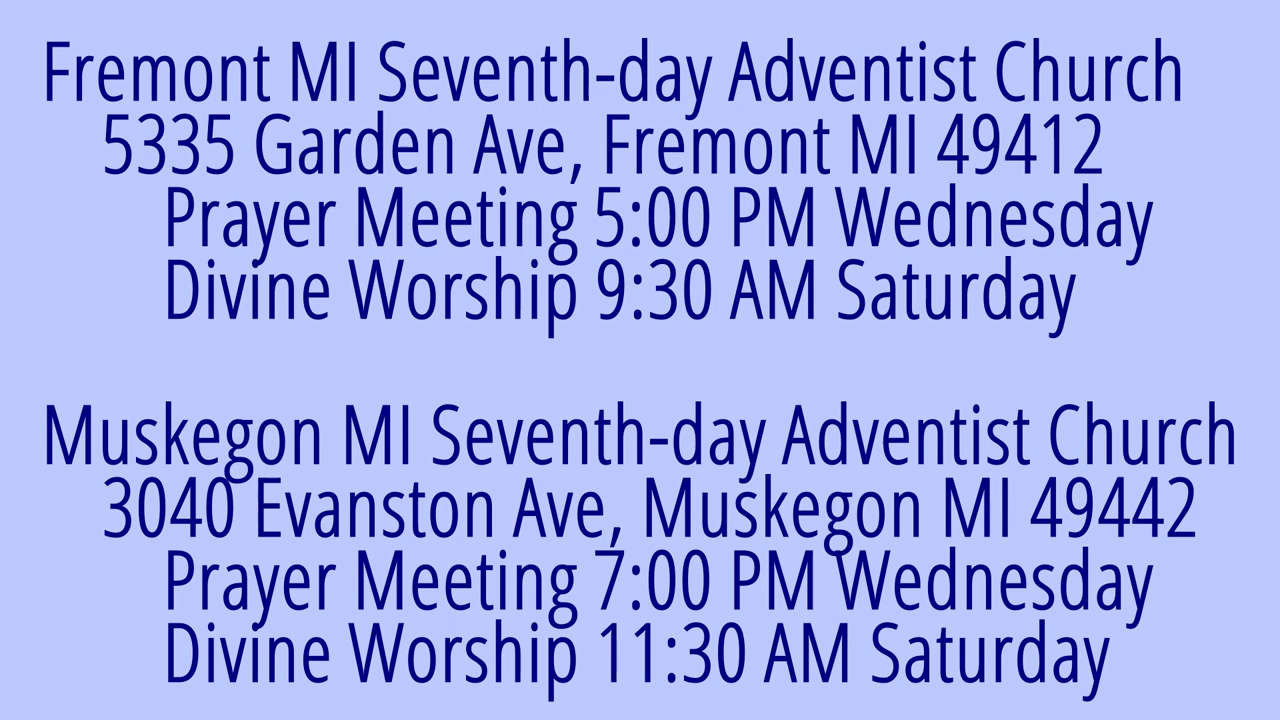 Fremont MI Seventh-day Adventist Church
5335 Garden Ave, Fremont MI 49412
Prayer Meeting 5:00 PM Wednesday
Divine Worship 9:30 AM Saturday
Muskegon MI Seventh-day Adventist Church
3040 Evanston Ave, Muskegon MI 49442
Prayer Meeting 7:00 PM Wednesday
Divine Worship 11:30 AM Saturday